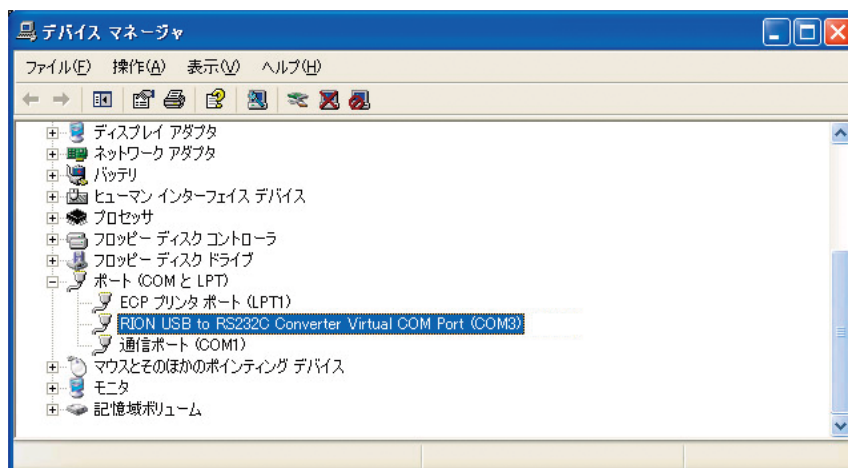 デバイス マネージャ
ファイル(F) 操作(A) 表示(V) ヘルプ(H)
ディスプレイ アダプタ
ネットワーク アダプタ
バッテリ
ヒューマン インターフェイス デバイス
プロセッサ
フロッピー ディスク コントローラ
フロッピー ディスク ドライブ
ポート (COM と LPT)
ECP プリンタ ポート (LPT1)
RION USB to RS232C Converter Virtual COM Port (COM3)
通信ポート (COM1)
マウスとそのほかのポインティング デバイス
モニタ
記憶域ボリューム